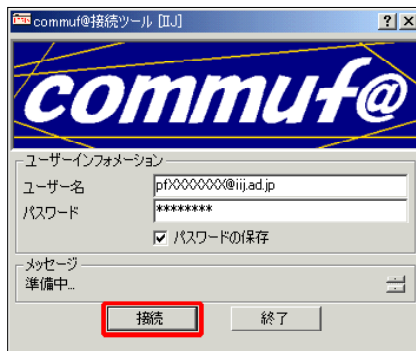 commuf@接続ツール [IIJ]
commuf@
ユーザーインフォメーション
ユーザー名 pfXXXXXXX@iij.ad.jp
パスワード ********
パスワードの保存
メッセージ
準備中...
接続 終了